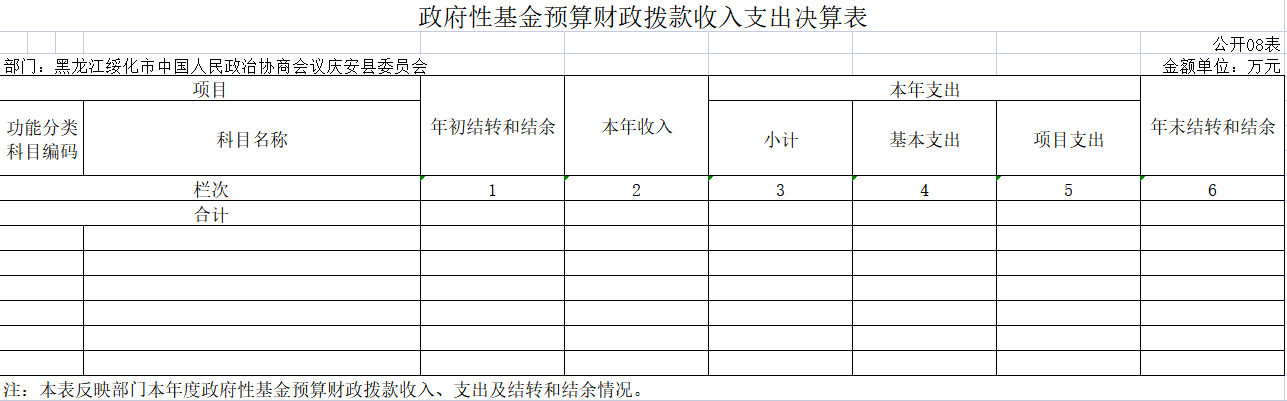 政府性基金预算财政拨款收入支出决算表
公开08表
部门：黑龙江绥化市中国人民政治协商会议庆安县委员会 金额单位：万元
项目 年初结转和结余 本年收入 本年支出 年末结转和结余
功能分类
科目编码 科目名称 小计 基本支出 项目支出
栏次 1 2 3 4 5 6
合计
注：本表反映部门本年度政府性基金预算财政拨款收入、支出及结转和结余情况。